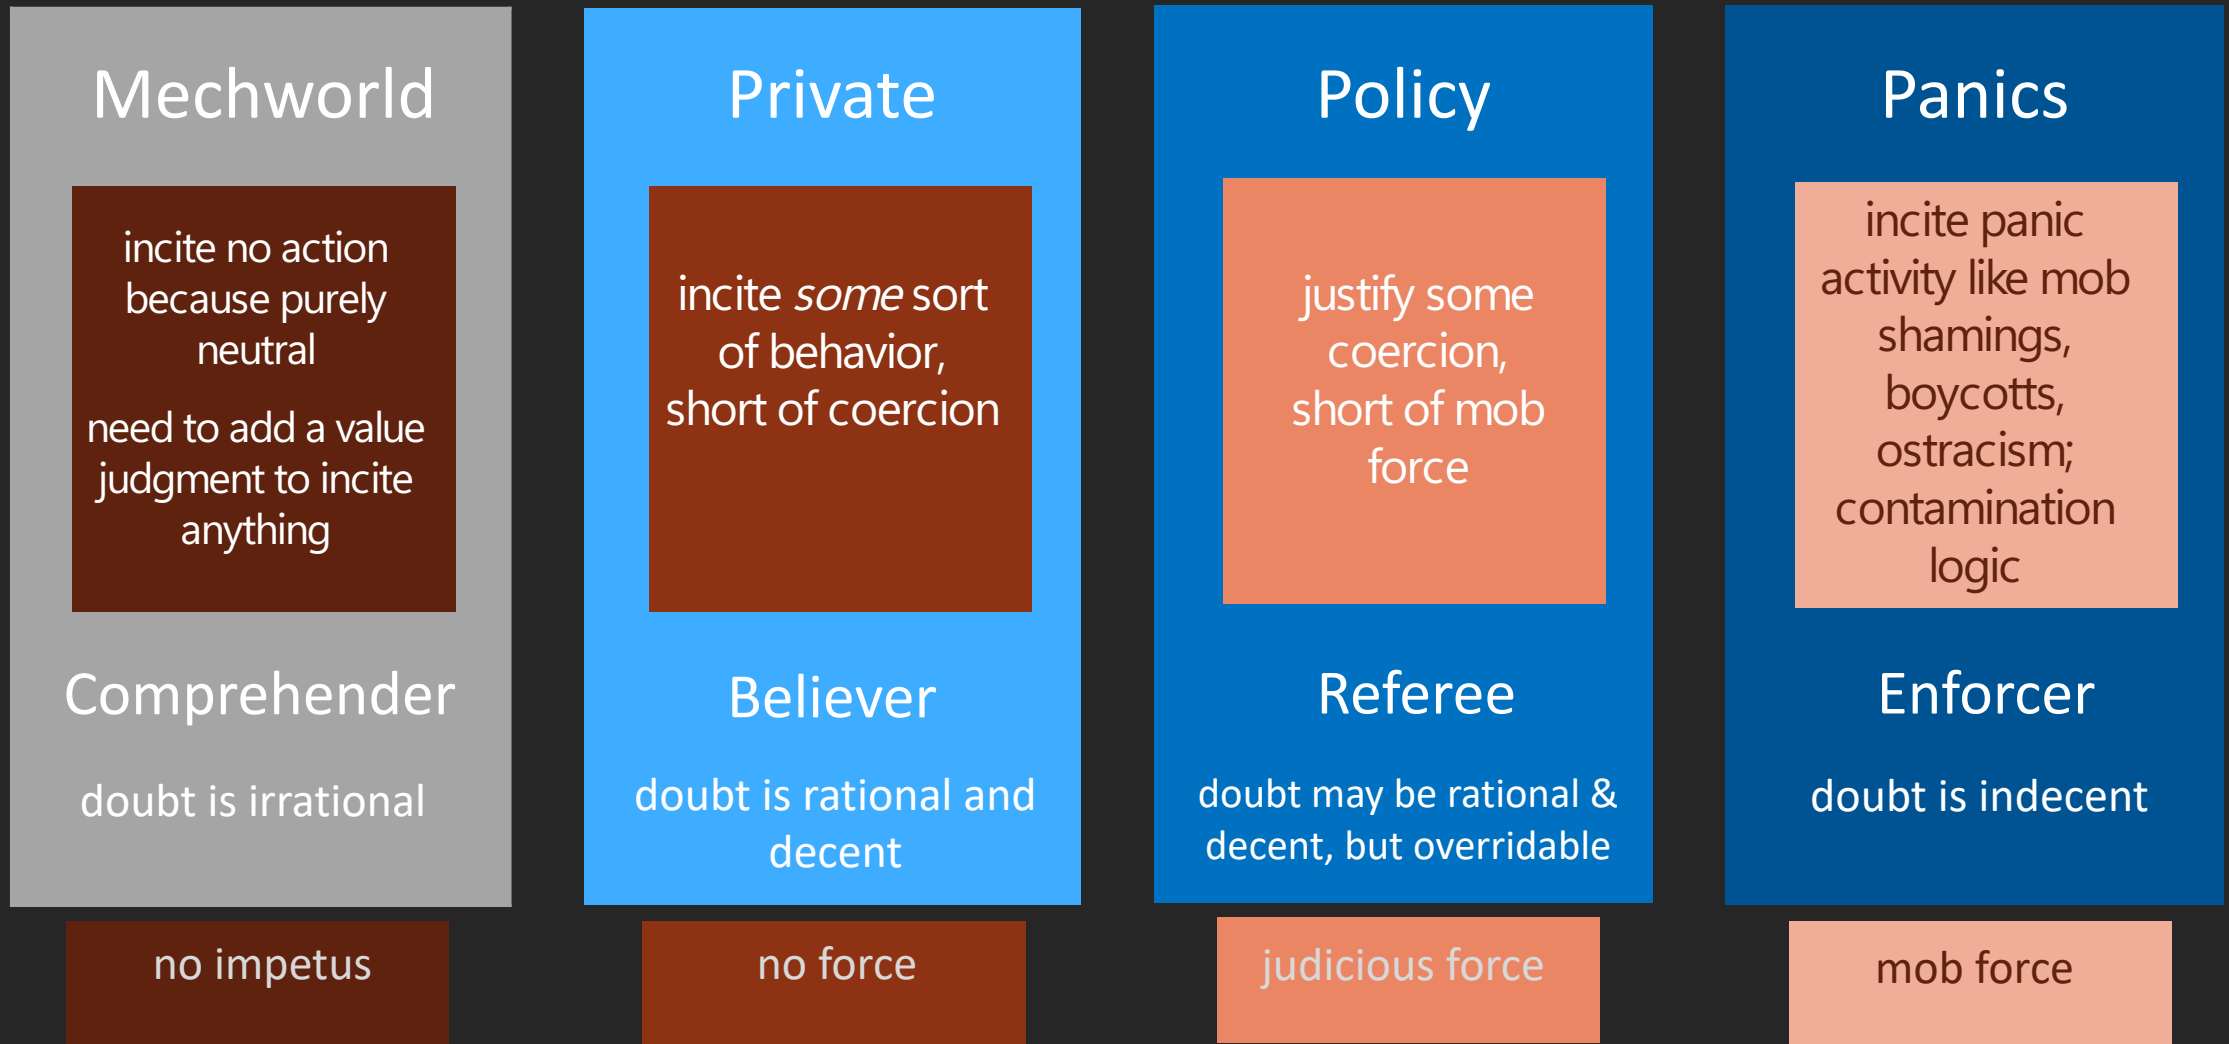 Mechworld
incite no action
because purely
neutral
need to add a value
judgment to incite
anything
Comprehender
doubt is irrational
no impetus
Private
incite some sort
of behavior,
short of coercion
Believer
doubt is rational and
decent
no force
Policy
justify some
coercion,
short of mob
force
Referee
doubt may be rational &
decent, but overridable
judicious force
Panics
incite panic
activity like mob
shamings,
boycotts,
ostracism;
contamination
logic
Enforcer
doubt is indecent
mob force